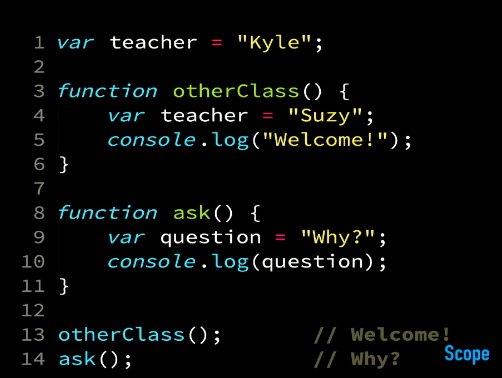 1 var teacher = "Kyle";
2
3 function otherClass() {
4     var teacher = "Suzy";
5     console.log("Welcome!");
6 }
7
8 function ask() {
9     var question = "Why?";
10     console.log(question);
11 }
12
13 otherClass();       // Welcome!
14 ask();              // Why?
Scope